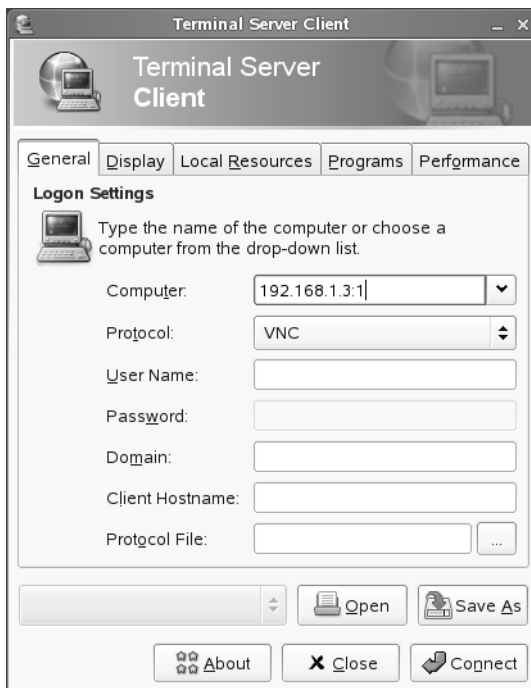 Terminal Server Client
Terminal Server
Client
General Display Local Resources Programs Performance
Logon Settings
Type the name of the computer or choose a
computer from the drop-down list.
Computer: 192.168.1.3:1
Protocol: VNC
User Name:
Password:
Domain:
Client Hostname:
Protocol File: ...
Open Save As
About Close Connect